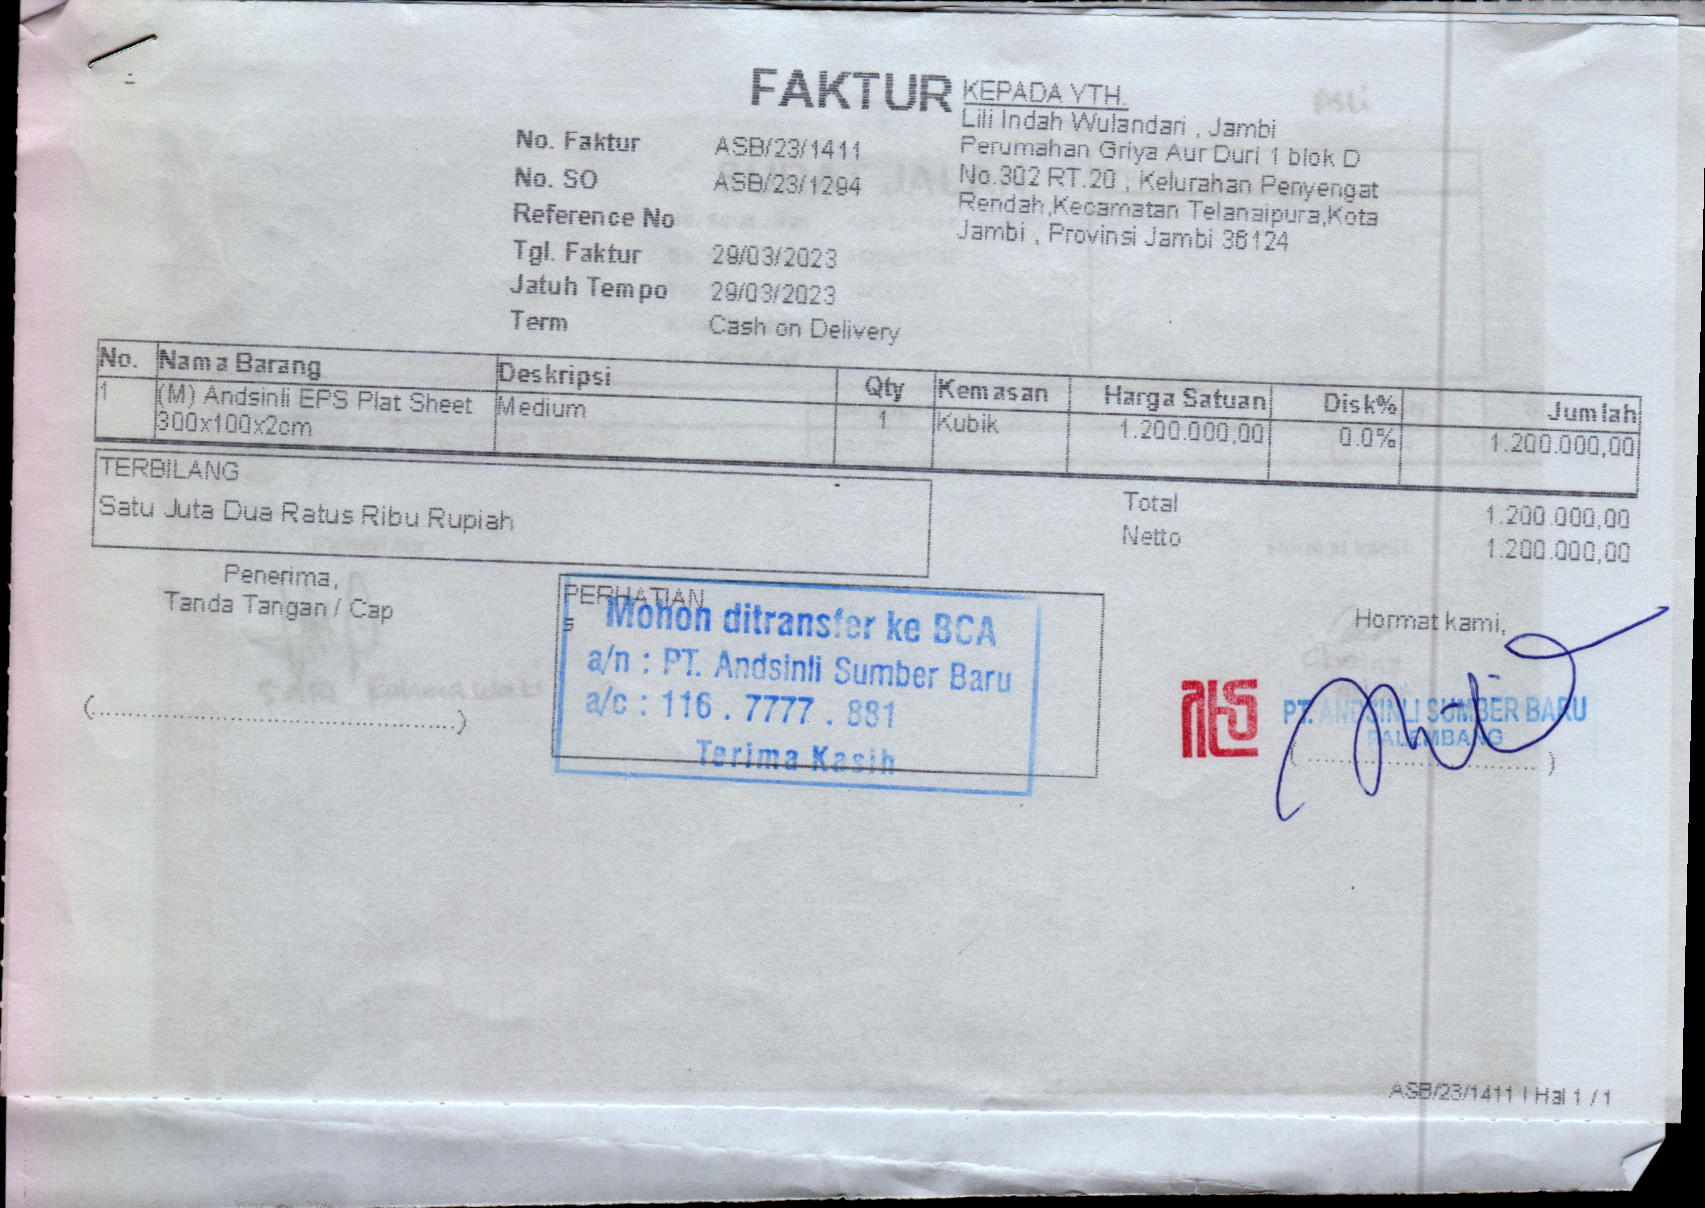 FAKTUR
KEPADA YTH.
Lili Indah Wulandari , Jambi
Perumahan Griya Aur Duri 1 blok D
No.302 RT.20 , Kelurahan Penyengat
Rendah,Kecamatan Telanaipura,Kota
Jambi , Provinsi Jambi 36124
No. Faktur ASB/23/1411
No. SO ASB/23/1294
Reference No
Tgl. Faktur 29/03/2023
Jatuh Tempo 29/03/2023
Term Cash on Delivery
No. Nama Barang Deskripsi Qty Kemasan Harga Satuan Disk% Jumlah
1 (M) Andsinli EPS Plat Sheet Medium 1 Kubik 1.200.000,00 0.0% 1.200.000,00
300x100x2cm
TERBILANG
Satu Juta Dua Ratus Ribu Rupiah
Total 1.200.000,00
Netto 1.200.000,00
Penerima,
Tanda Tangan / Cap
(....................................................)
PERHATIAN
s
Mohon ditransfer ke BCA
a/n : PT. Andsinli Sumber Baru
a/c : 116 . 7777 . 881
Terima Kasih
Hormat kami,
PT. ANDSINLI SUMBER BARU
PALEMBANG
(....................................)
ASB/23/1411 | Hal 1 / 1